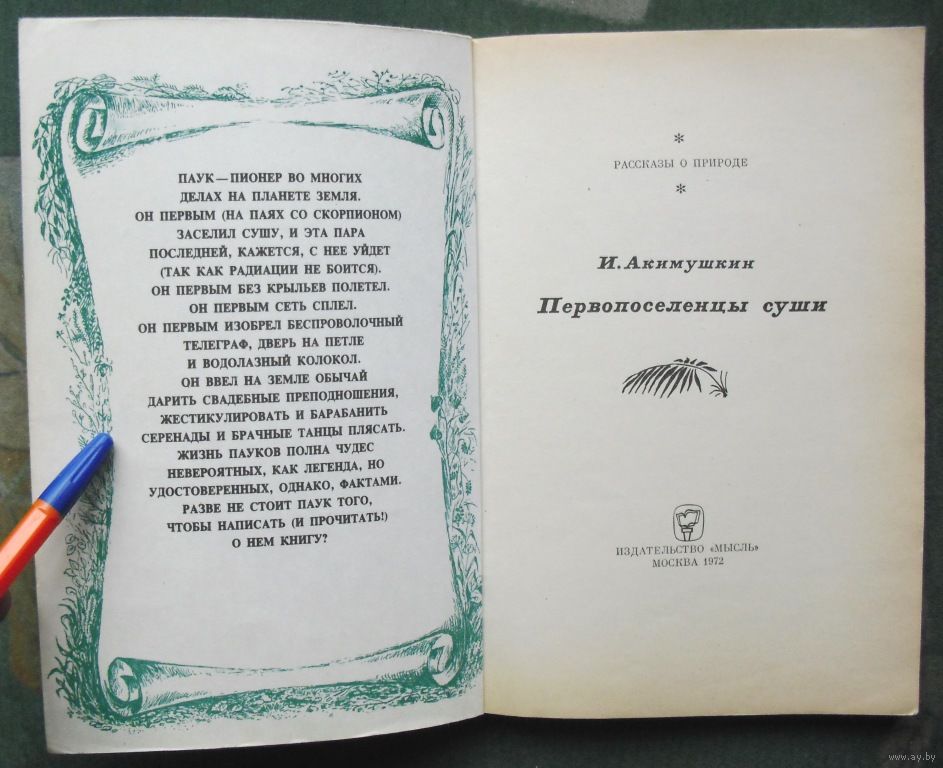 ПАУК — ПИОНЕР ВО МНОГИХ
ДЕЛАХ НА ПЛАНЕТЕ ЗЕМЛЯ.
ОН ПЕРВЫМ (НА ПАЯХ СО СКОРПИОНОМ)
ЗАСЕЛИЛ СУШУ, И ЭТА ПАРА
ПОСЛЕДНЕЙ, КАЖЕТСЯ, С НЕЕ УЙДЕТ
(ТАК КАК РАДИАЦИИ НЕ БОИТСЯ).
ОН ПЕРВЫМ БЕЗ КРЫЛЬЕВ ПОЛЕТЕЛ.
ОН ПЕРВЫМ СЕТЬ СПЛЕЛ.
ОН ПЕРВЫМ ИЗОБРЕЛ БЕСПРОВОЛОЧНЫЙ
ТЕЛЕГРАФ, ДВЕРЬ НА ПЕТЛЕ
И ВОДОЛАЗНЫЙ КОЛОКОЛ.
ОН ВВЕЛ НА ЗЕМЛЕ ОБЫЧАЙ
ДАРИТЬ СВАДЕБНЫЕ ПРЕПОДНОШЕНИЯ,
ЖЕСТИКУЛИРОВАТЬ И БАРАБАНИТЬ
СЕРЕНАДЫ И БРАЧНЫЕ ТАНЦЫ ПЛЯСАТЬ.
ЖИЗНЬ ПАУКОВ ПОЛНА ЧУДЕС
НЕВЕРОЯТНЫХ, КАК ЛЕГЕНДА, НО
УДОСТОВЕРЕННЫХ, ОДНАКО, ФАКТАМИ.
РАЗВЕ НЕ СТОИТ ПАУК ТОГО,
ЧТОБЫ НАПИСАТЬ (И ПРОЧИТАТЬ!)
О НЕМ КНИГУ?
*
РАССКАЗЫ О ПРИРОДЕ
*
И. Акимушкин
Первопоселенцы суши
ИЗДАТЕЛЬСТВО «МЫСЛЬ»
МОСКВА 1972
www.ay.by